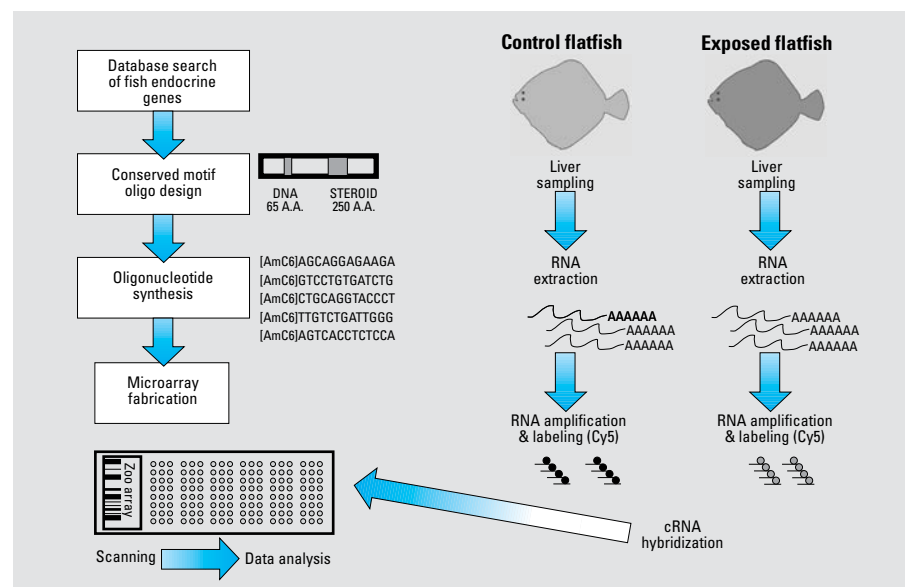 Database search
of fish endocrine
genes
Conserved motif
oligo design
DNA
65 A.A.
STEROID
250 A.A.
Oligonucleotide
synthesis
[AmC6]AGCAGGAGAAGA
[AmC6]GTCCTGTGATCTG
[AmC6]CTGCAGGTACCCT
[AmC6]TTGTCTGATTGGG
[AmC6]AGTCACCTCTCCA
Microarray
fabrication
Zoo array
Scanning
Data analysis
Control flatfish
Liver
sampling
RNA
extraction
AAAAAA
AAAAAA
AAAAAA
RNA amplification
& labeling (Cy5)
Exposed flatfish
Liver
sampling
RNA
extraction
AAAAAA
AAAAAA
AAAAAA
RNA amplification
& labeling (Cy5)
cRNA
hybridization